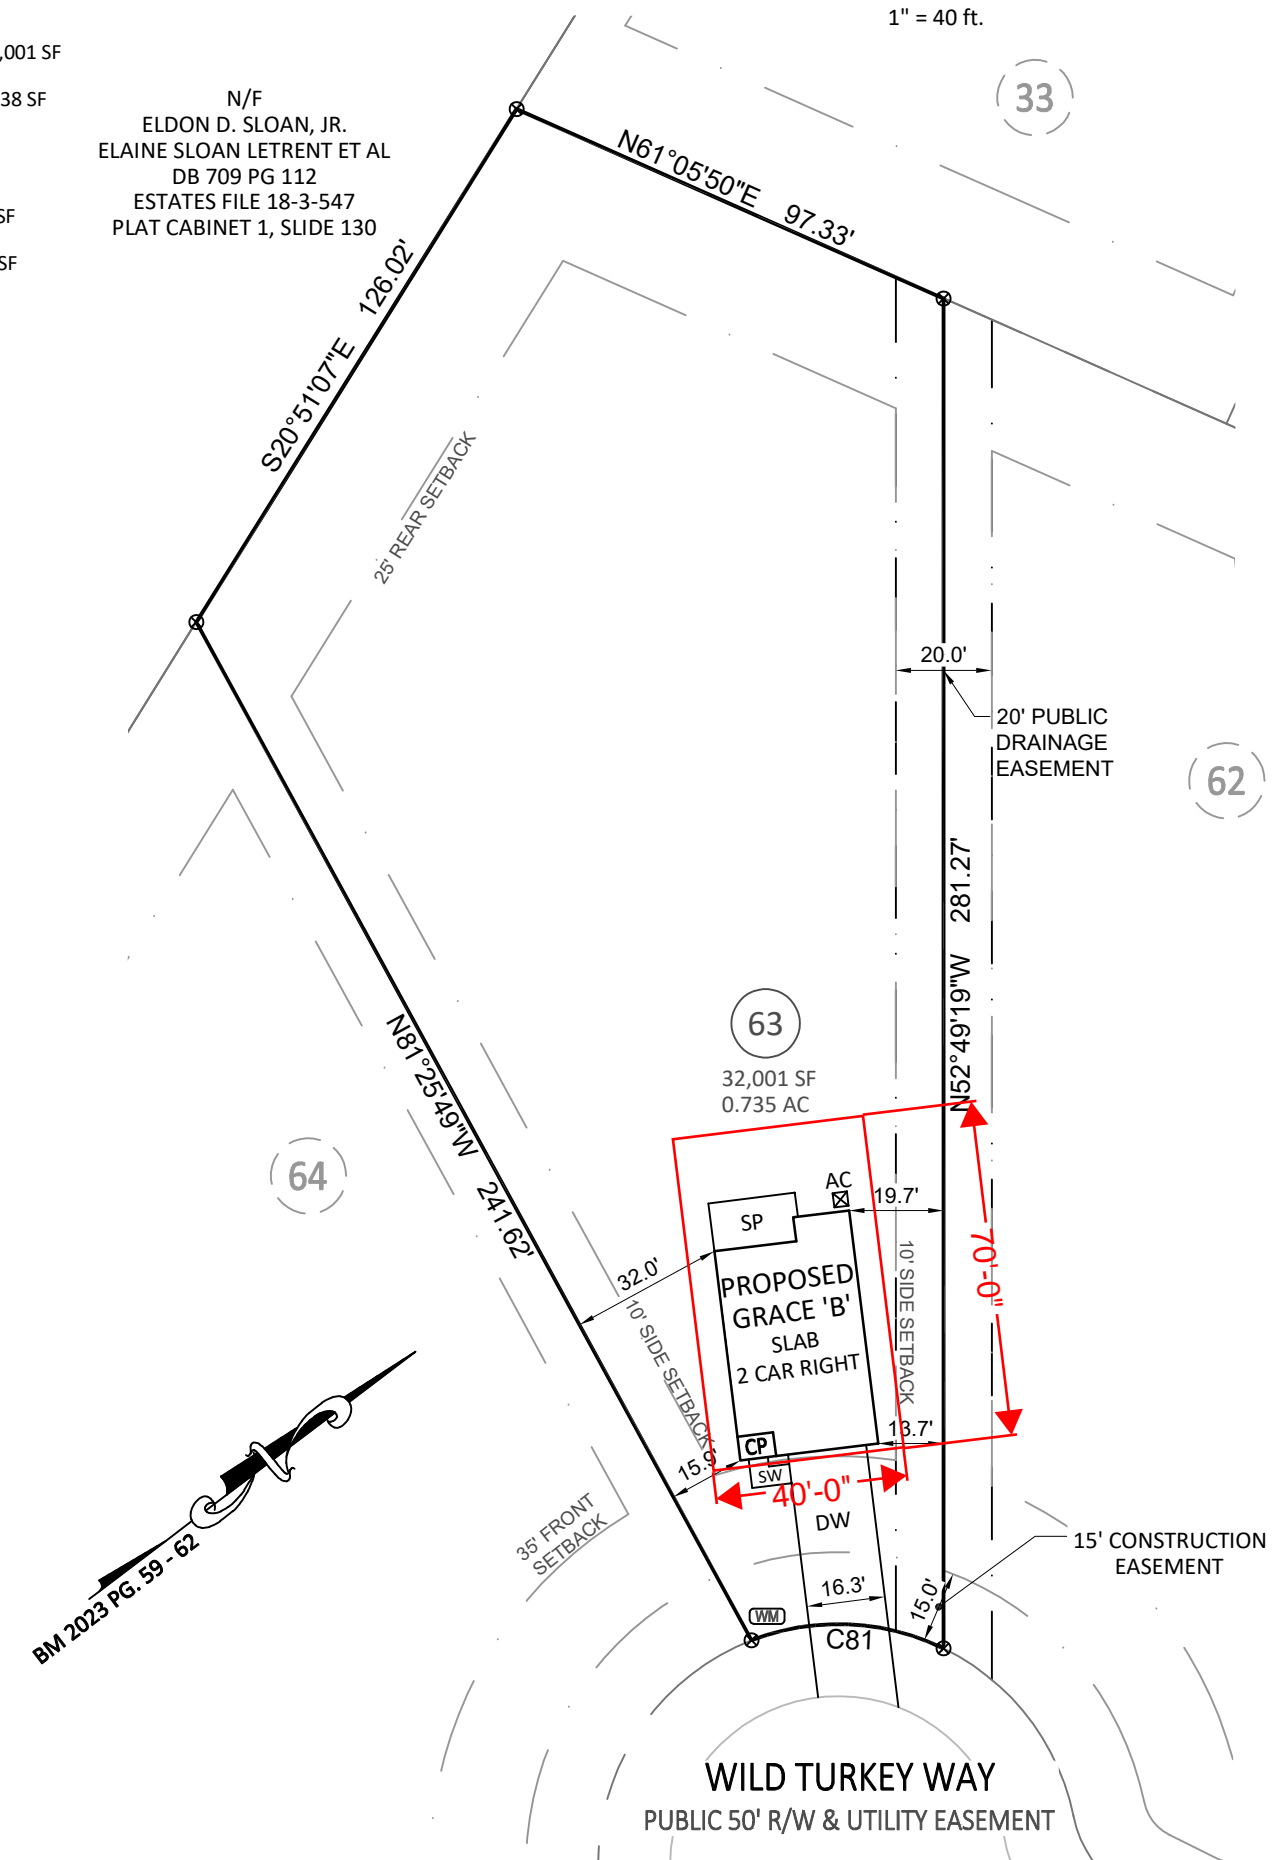 1" = 40 ft.
,001 SF
38 SF
SF
SF
N/F
ELDON D. SLOAN, JR.
ELAINE SLOAN LETRENT ET AL
DB 709 PG 112
ESTATES FILE 18-3-547
PLAT CABINET 1, SLIDE 130
33
N61°05'50"E 97.33'
S20°51'07"E 126.02'
25' REAR SETBACK
20.0'
20' PUBLIC
DRAINAGE
EASEMENT
62
N52°49'19"W 281.27'
63
32,001 SF
0.735 AC
N81°25'49"W 241.62'
64
AC
19.7'
SP
32.0'
PROPOSED
GRACE 'B'
SLAB
2 CAR RIGHT
10' SIDE SETBACK
10' SIDE SETBACK
70'-0"
13.7'
CP
15.9'
SW
40'-0"
DW
35' FRONT
SETBACK
15' CONSTRUCTION
EASEMENT
16.3'
15.0'
WM
C81
BM 2023 PG. 59 - 62
WILD TURKEY WAY
PUBLIC 50' R/W & UTILITY EASEMENT